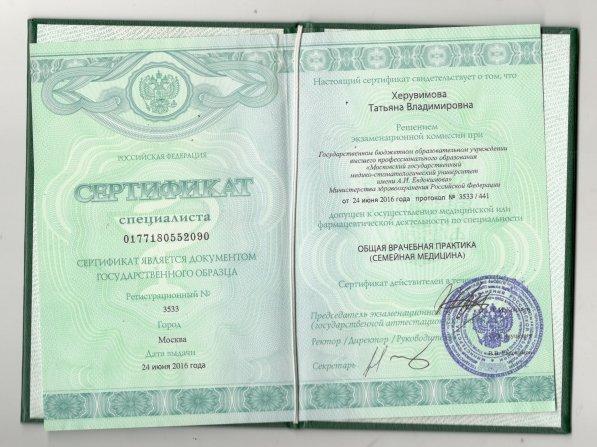 РОССИЙСКАЯ ФЕДЕРАЦИЯ
СЕРТИФИКАТ
специалиста
0177180552090
СЕРТИФИКАТ ЯВЛЯЕТСЯ ДОКУМЕНТОМ
ГОСУДАРСТВЕННОГО ОБРАЗЦА
Регистрационный №
3533
Город
Москва
Дата выдачи
24 июня 2016 года
Настоящий сертификат свидетельствует о том, что
Херувимова
Татьяна Владимировна
Решением
экзаменационной комиссии при
Государственном бюджетном образовательном учреждении
высшего профессионального образования
«Московский государственный
медико-стоматологический университет
имени А.И. Евдокимова»
Министерства здравоохранения Российской Федерации
от 24 июня 2016 года протокол № 3533/441
допущен к осуществлению медицинской или
фармацевтической деятельности по специальности
ОБЩАЯ ВРАЧЕБНАЯ ПРАКТИКА
(СЕМЕЙНАЯ МЕДИЦИНА)
Сертификат действителен в
Председатель экзаменационной
(государственной
Ректор /Директор /Руководитель
Секретарь